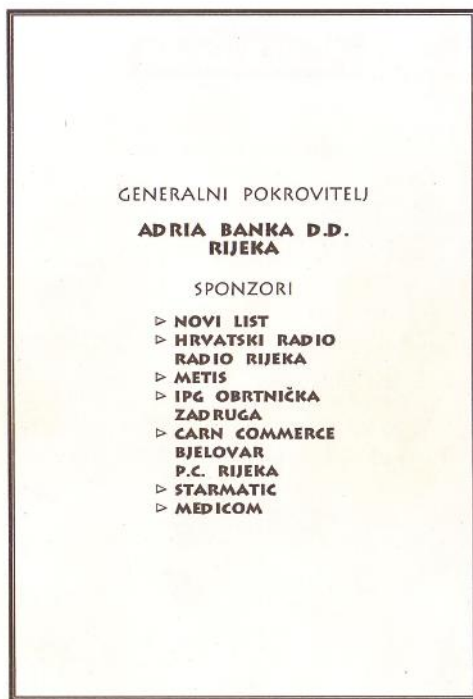 GENERALNI POKROVITELJ
ADRIA BANKA D.D.
RIJEKA
SPONZORI
▷ NOVI LIST
▷ HRVATSKI RADIO
RADIO RIJEKA
▷ METIS
▷ IPG OBRTNIČKA
ZADRUGA
▷ CARN COMMERCE
BJELOVAR
P.C. RIJEKA
▷ STARMATIC
▷ MEDICOM